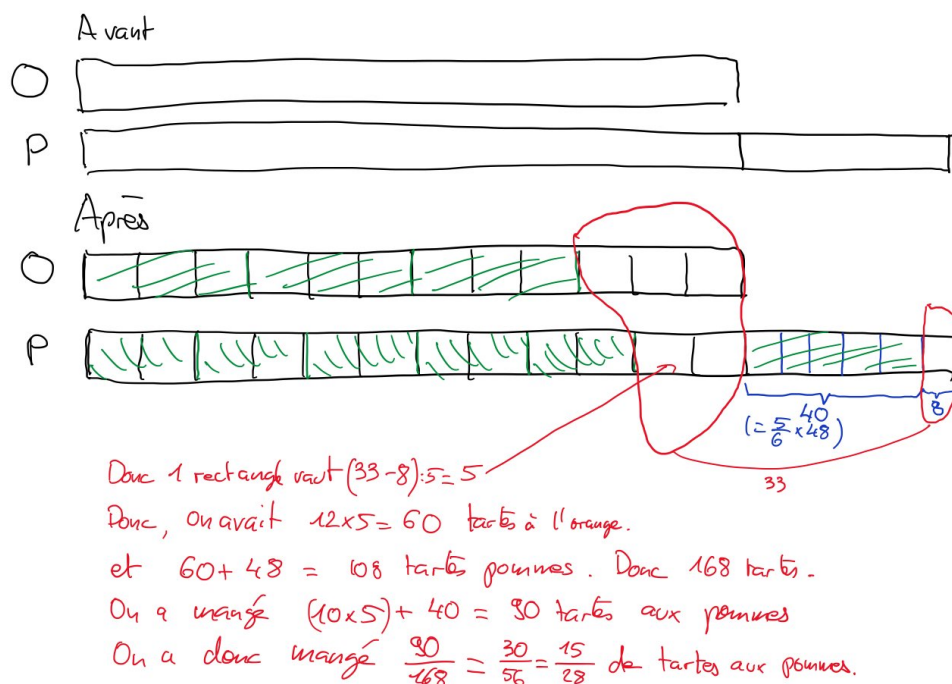 Avant
O
P
Après
O
P
40
(= 5/6 × 48)
8
33
Donc 1 rectangle vaut (33-8):5=5
Donc, on avait 12×5=60 tartes à l'orange.
et 60+48 = 108 tartes pommes. Donc 168 tartes.
On a mangé (10×5)+40 = 90 tartes aux pommes
On a donc mangé 90/168 = 30/56 = 15/28 de tartes aux pommes.